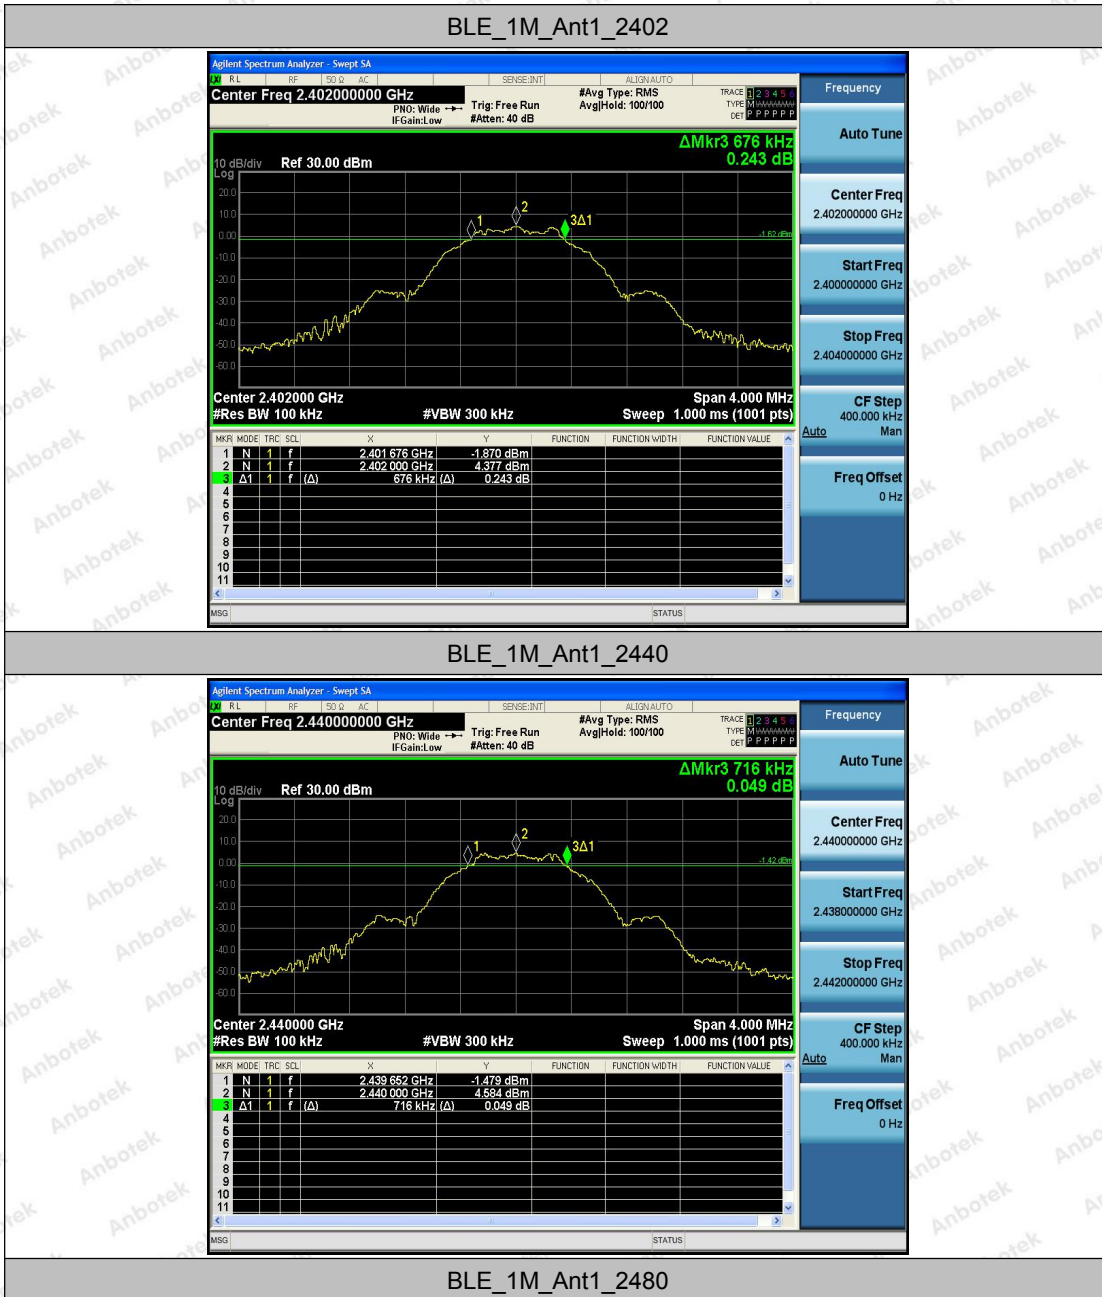 BLE_1M_Ant1_2402
Agilent Spectrum Analyzer - Swept SA
LXI RL RF 50 Ω AC SENSE:INT ALIGNAUTO
Center Freq 2.402000000 GHz
PNO: Wide
IFGain:Low
Trig: Free Run
#Atten: 40 dB
#Avg Type: RMS
Avg|Hold: 100/100
TRACE 1 2 3 4 5 6
TYPE M
DET P P P P P P
ΔMkr3 676 kHz
0.243 dB
10 dB/div Ref 30.00 dBm
Log
20.0
10.0
0.00
-10.0
-20.0
-30.0
-40.0
-50.0
-60.0
1
2
3Δ1
-1.62 dBm
Center 2.402000 GHz Span 4.000 MHz
#Res BW 100 kHz #VBW 300 kHz Sweep 1.000 ms (1001 pts)
MKR MODE TRC SCL X Y FUNCTION FUNCTION WIDTH FUNCTION VALUE
1 N 1 f 2.401 676 GHz -1.870 dBm
2 N 1 f 2.402 000 GHz 4.377 dBm
3 Δ1 1 f (Δ) 676 kHz (Δ) 0.243 dB
4
5
6
7
8
9
10
11
MSG STATUS
Frequency
Auto Tune
Center Freq
2.402000000 GHz
Start Freq
2.400000000 GHz
Stop Freq
2.404000000 GHz
CF Step
400.000 kHz
Auto Man
Freq Offset
0 Hz
BLE_1M_Ant1_2440
Agilent Spectrum Analyzer - Swept SA
LXI RL RF 50 Ω AC SENSE:INT ALIGNAUTO
Center Freq 2.440000000 GHz
PNO: Wide
IFGain:Low
Trig: Free Run
#Atten: 40 dB
#Avg Type: RMS
Avg|Hold: 100/100
TRACE 1 2 3 4 5 6
TYPE M
DET P P P P P P
ΔMkr3 716 kHz
0.049 dB
10 dB/div Ref 30.00 dBm
Log
20.0
10.0
0.00
-10.0
-20.0
-30.0
-40.0
-50.0
-60.0
1
2
3Δ1
-1.42 dBm
Center 2.440000 GHz Span 4.000 MHz
#Res BW 100 kHz #VBW 300 kHz Sweep 1.000 ms (1001 pts)
MKR MODE TRC SCL X Y FUNCTION FUNCTION WIDTH FUNCTION VALUE
1 N 1 f 2.439 652 GHz -1.479 dBm
2 N 1 f 2.440 000 GHz 4.584 dBm
3 Δ1 1 f (Δ) 716 kHz (Δ) 0.049 dB
4
5
6
7
8
9
10
11
MSG STATUS
Frequency
Auto Tune
Center Freq
2.440000000 GHz
Start Freq
2.438000000 GHz
Stop Freq
2.442000000 GHz
CF Step
400.000 kHz
Auto Man
Freq Offset
0 Hz
BLE_1M_Ant1_2480
Anbotek